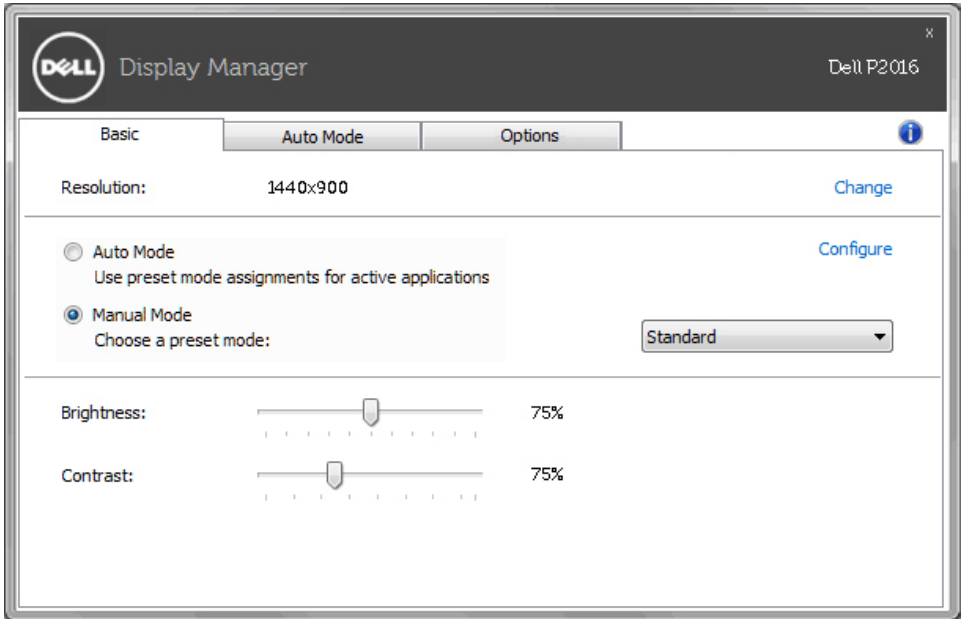 x
DELL Display Manager
Dell P2016
Basic Auto Mode Options
i
Resolution: 1440x900 Change
Auto Mode Configure
Use preset mode assignments for active applications
Manual Mode
Choose a preset mode: Standard
Brightness: 75%
Contrast: 75%